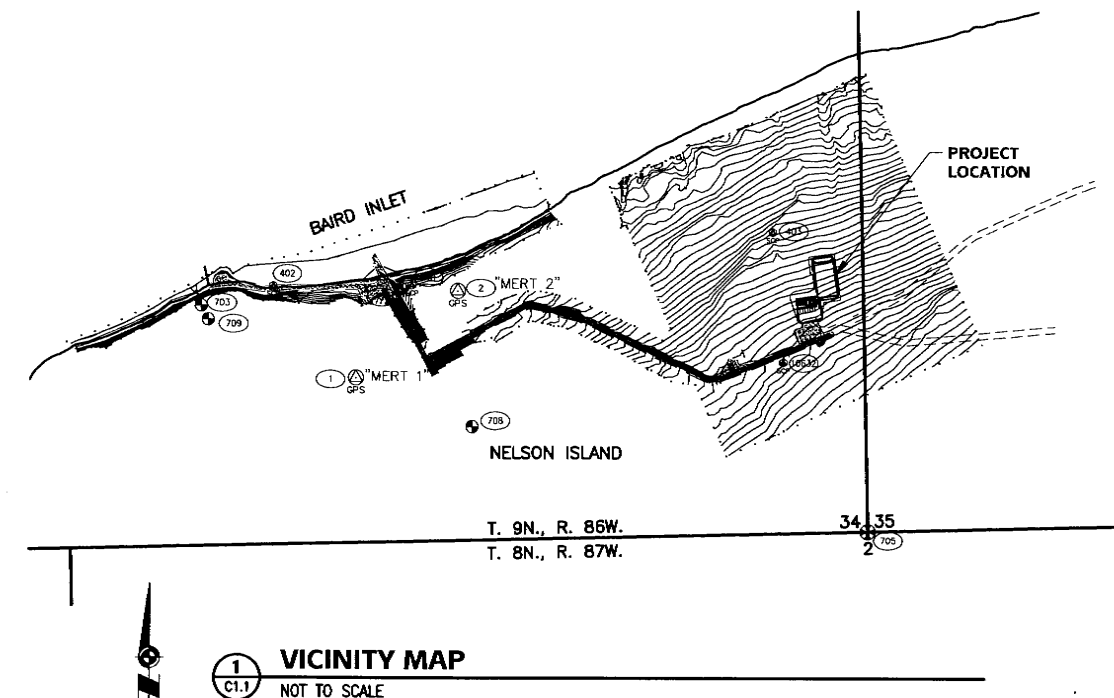 PROJECT
LOCATION
BAIRD INLET
403
402
2 "MERT 2"
GPS
703
709
1 "MERT 1"
GPS
708
NELSON ISLAND
T. 9N., R. 86W.
34 35
T. 8N., R. 87W.
2
705
1
C1.1
VICINITY MAP
NOT TO SCALE